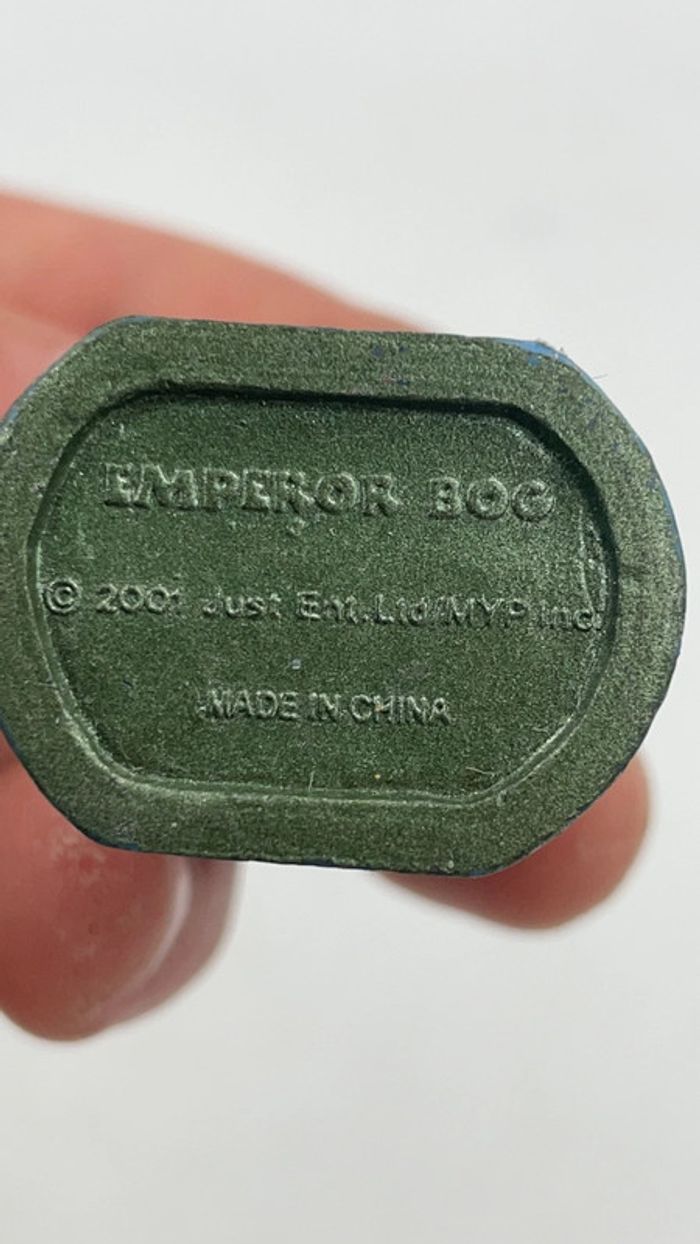 EMPEROR BOG
© 2001 Just Ent.Ltd/MYP Inc.
MADE IN CHINA